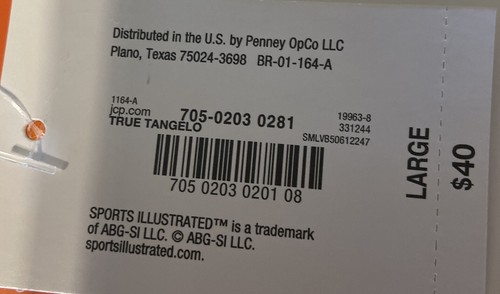 Distributed in the U.S. by Penney OpCo LLC
Plano, Texas 75024-3698 BR-01-164-A
1164-A
jcp.com 705-0203 0281 19963-8
331244
TRUE TANGELO SMLVB50612247
705 0203 0201 08
SPORTS ILLUSTRATED™ is a trademark
of ABG-SI LLC. © ABG-SI LLC.
sportsillustrated.com.
LARGE
$40